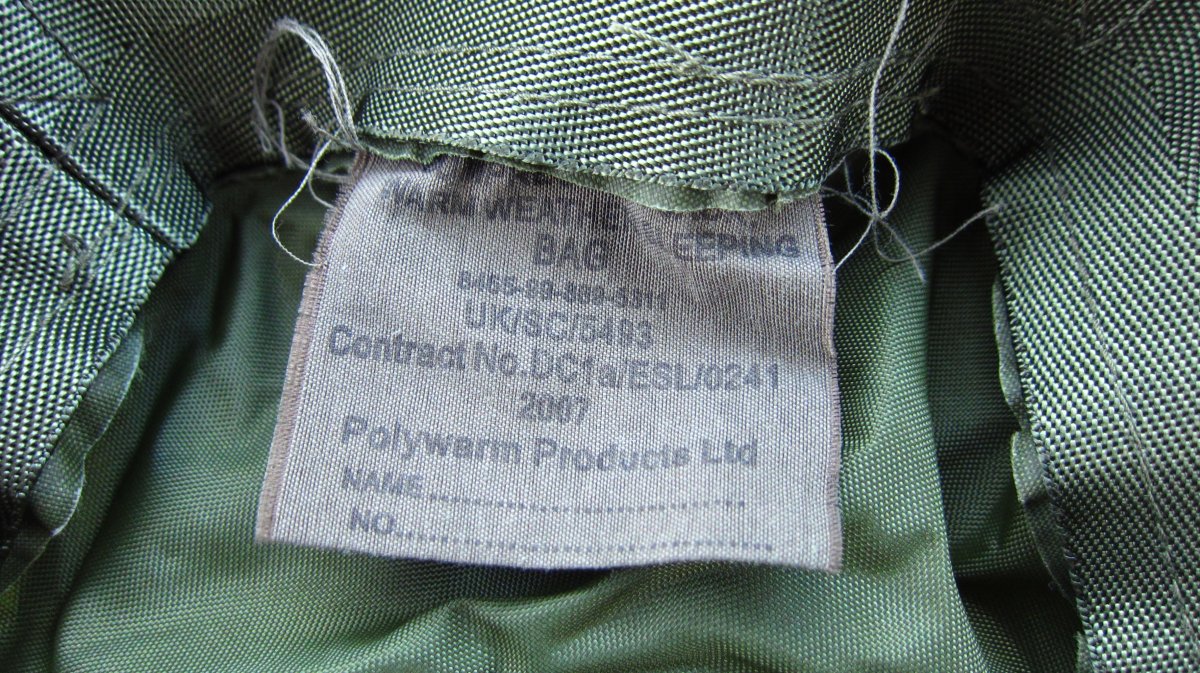 BAG
UK/SC/5493
Contract No.DC1a/ESL/0241
2007
Polywarm Products Ltd
NAME..............................
NO...................................